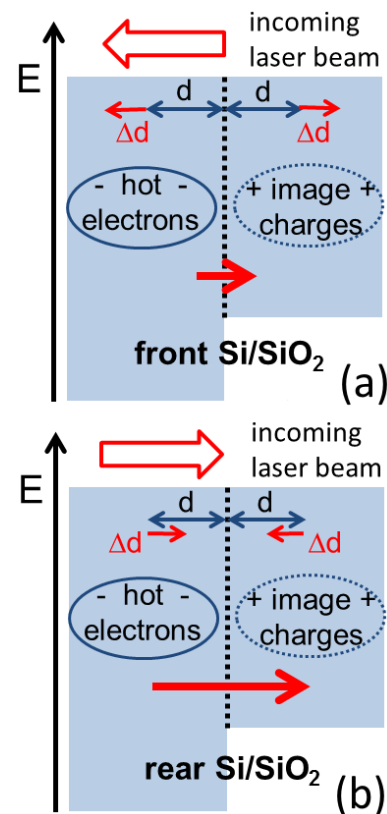 incoming
laser beam
E
d d
Δd Δd
- hot - + image +
electrons charges
front Si/SiO₂
(a)
incoming
laser beam
E
d d
Δd Δd
- hot - + image +
electrons charges
rear Si/SiO₂
(b)